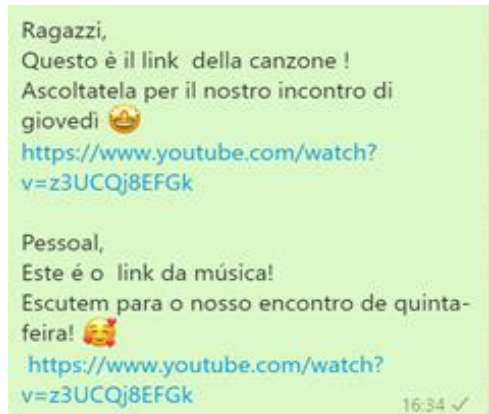 Ragazzi,
Questo è il link della canzone !
Ascoltatela per il nostro incontro di
giovedì 🤩
https://www.youtube.com/watch?
v=z3UCQj8EFGk

Pessoal,
Este é o link da música!
Escutem para o nosso encontro de quinta-
feira! 🥰
https://www.youtube.com/watch?
v=z3UCQj8EFGk
16:34 ✓